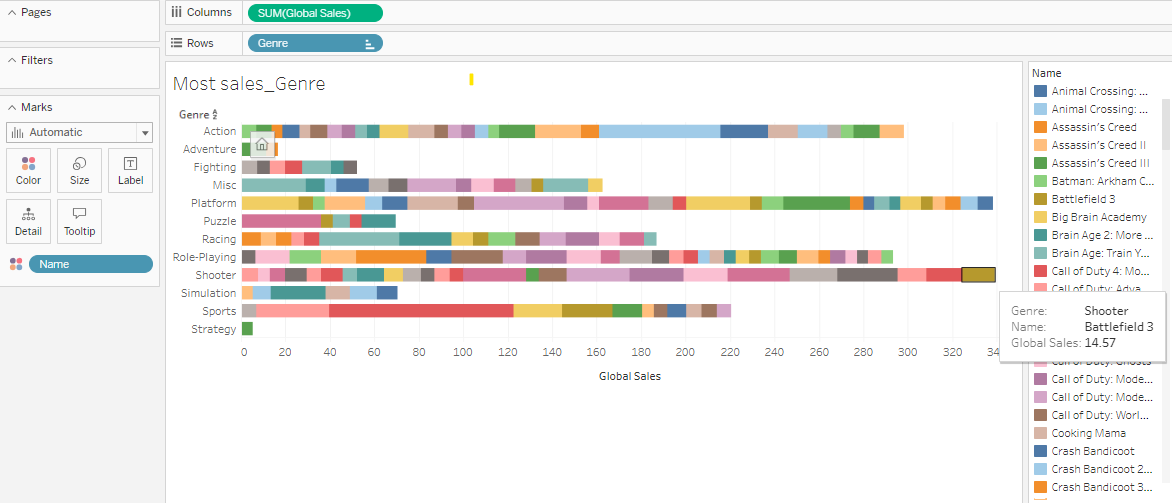 Pages
Columns
SUM(Global Sales)
Rows
Genre
Filters
Marks
Automatic
Color
Size
Label
Detail
Tooltip
Name
Most sales_Genre
Genre
Action
Adventure
Fighting
Misc
Platform
Puzzle
Racing
Role-Playing
Shooter
Simulation
Sports
Strategy
0 20 40 60 80 100 120 140 160 180 200 220 240 260 280 300 320
Global Sales
Name
Animal Crossing: ...
Animal Crossing: ...
Assassin's Creed
Assassin's Creed II
Assassin's Creed III
Batman: Arkham C...
Battlefield 3
Big Brain Academy
Brain Age 2: More ...
Brain Age: Train Y...
Call of Duty 4: Mo...
Call of Duty: Adva...
Genre: Shooter
Name: Battlefield 3
Global Sales: 14.57
Call of Duty: Ghosts
Call of Duty: Mode...
Call of Duty: Mode...
Call of Duty: Worl...
Cooking Mama
Crash Bandicoot
Crash Bandicoot 2...
Crash Bandicoot 3...